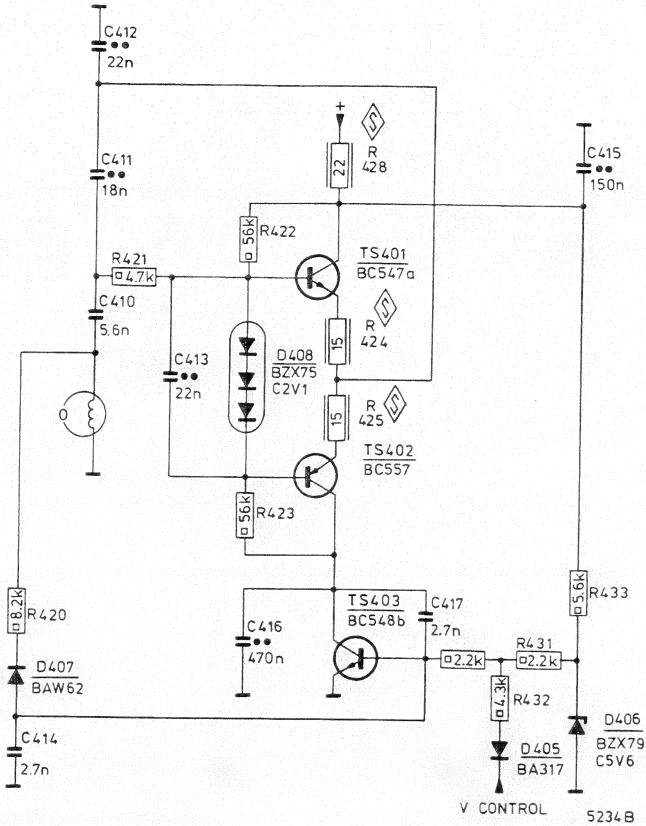 C412
22n
C411
18n
+
S
R
428
22
C415
150n
56k
R422
R421
4.7k
TS401
BC547a
C410
5.6n
S
R
424
15
C413
22n
D408
BZX75
C2V1
S
R
425
15
O
TS402
BC557
56k
R423
8.2k
R420
5.6k
R433
TS403
BC548b
C417
2.7n
C416
470n
R431
2.2k
2.2k
D407
BAW62
4.3k
R432
D406
BZX79
C5V6
C414
2.7n
D405
BA317
V CONTROL
5234B